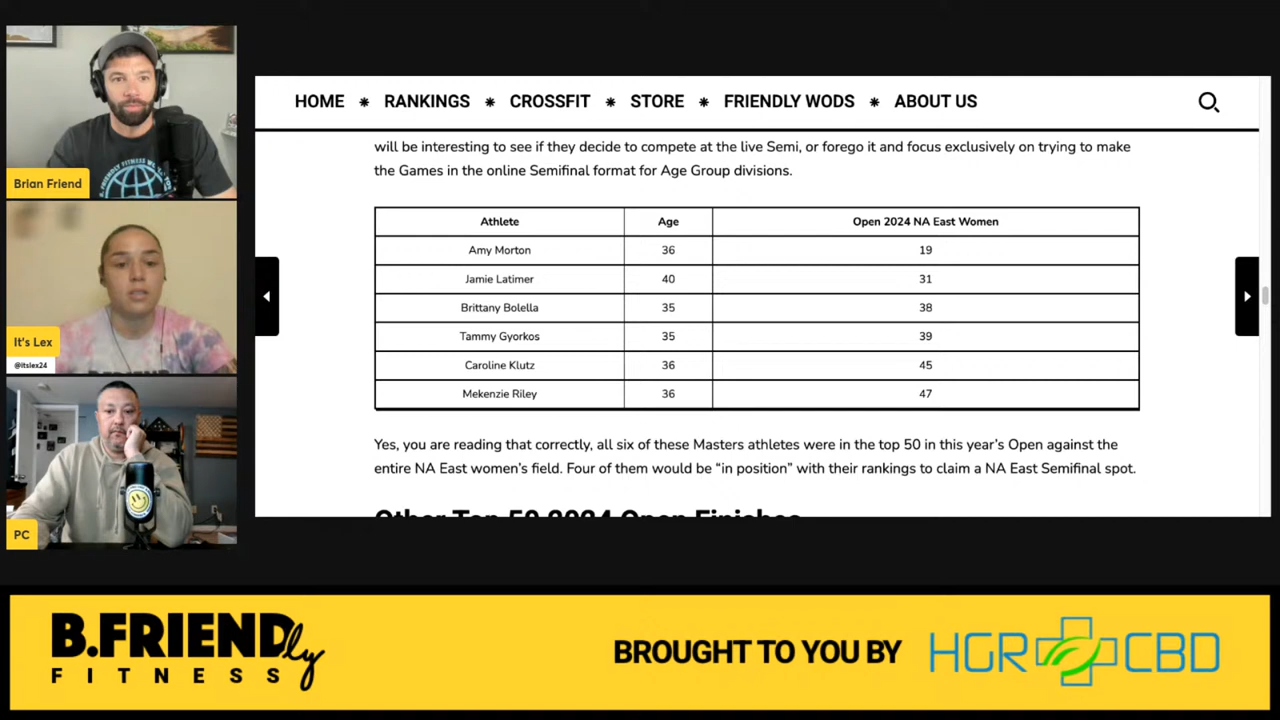 Brian Friend
It's Lex
@itslex24
PC
HOME * RANKINGS * CROSSFIT * STORE * FRIENDLY WODS * ABOUT US
will be interesting to see if they decide to compete at the live Semi, or forego it and focus exclusively on trying to make
the Games in the online Semifinal format for Age Group divisions.
Athlete Age Open 2024 NA East Women
Amy Morton 36 19
Jamie Latimer 40 31
Brittany Bolella 35 38
Tammy Gyorkos 35 39
Caroline Klutz 36 45
Mekenzie Riley 36 47
Yes, you are reading that correctly, all six of these Masters athletes were in the top 50 in this year's Open against the
entire NA East women's field. Four of them would be "in position" with their rankings to claim a NA East Semifinal spot.
Other Top 50 2024 Open Finishes
B.FRIENDly
FITNESS
BROUGHT TO YOU BY
HGR CBD